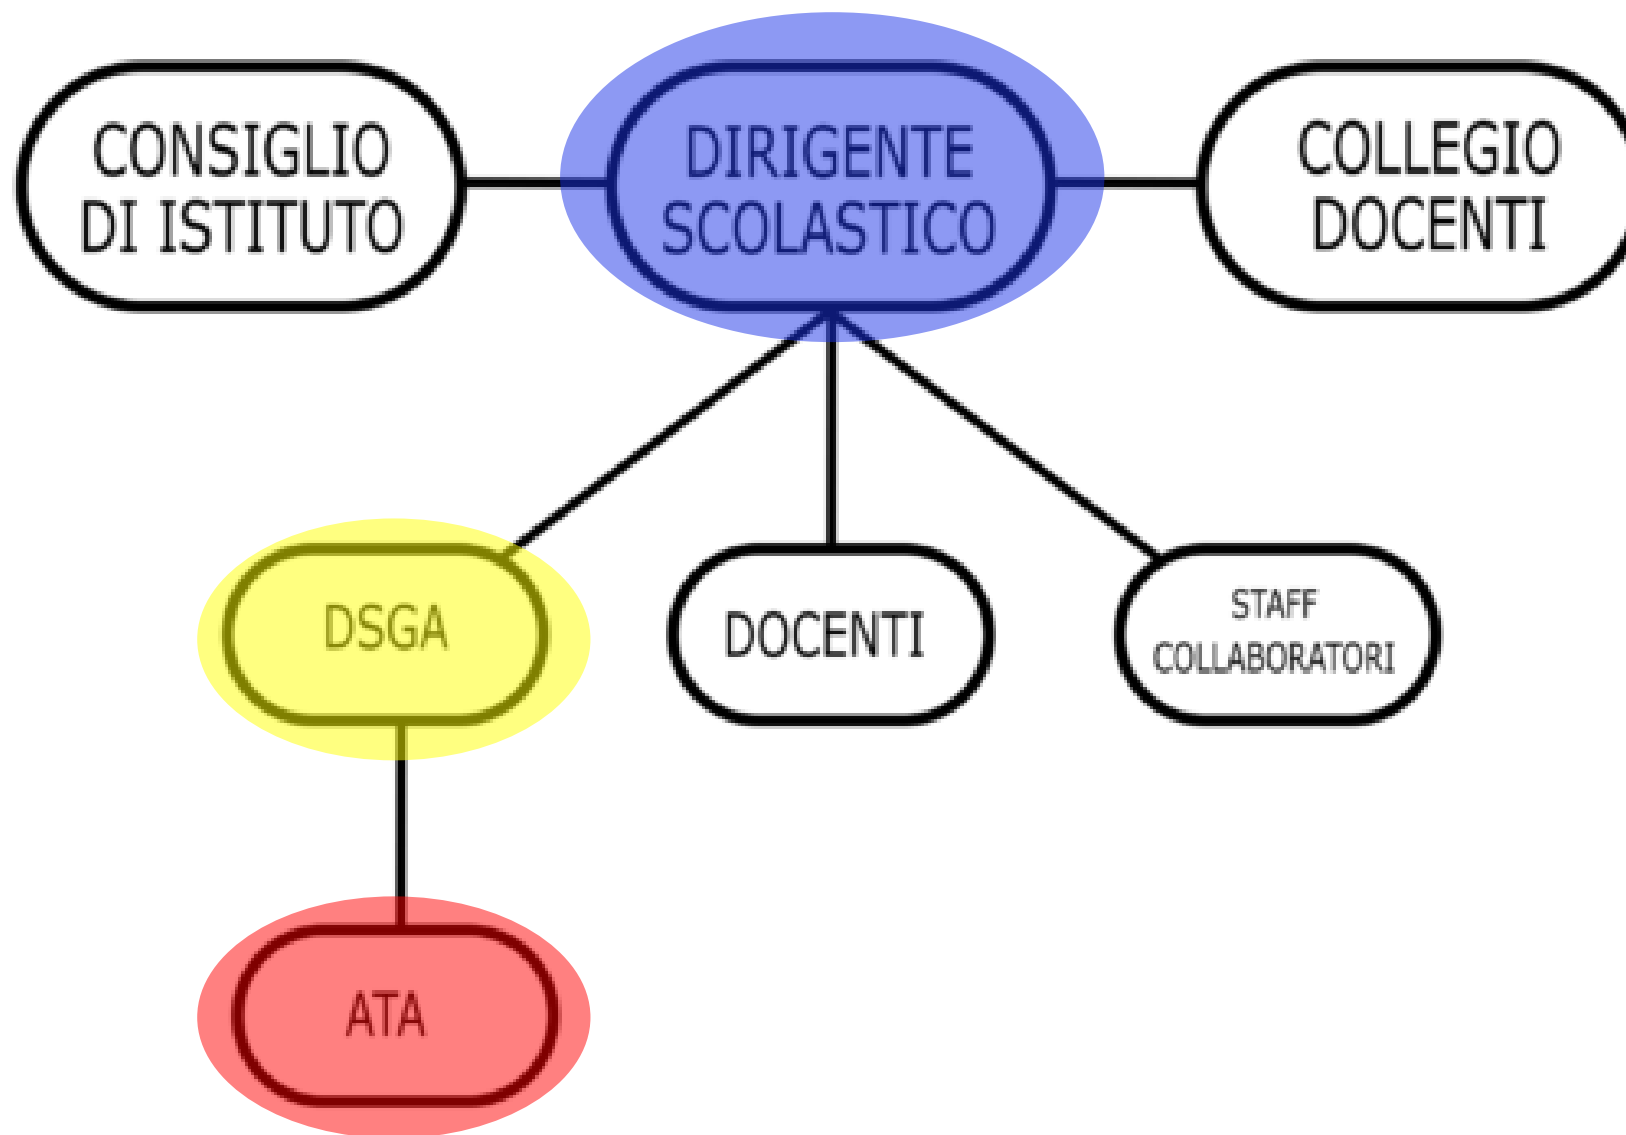 CONSIGLIO
DI ISTITUTO
DIRIGENTE
SCOLASTICO
COLLEGIO
DOCENTI
DSGA
DOCENTI
STAFF
COLLABORATORI
ATA